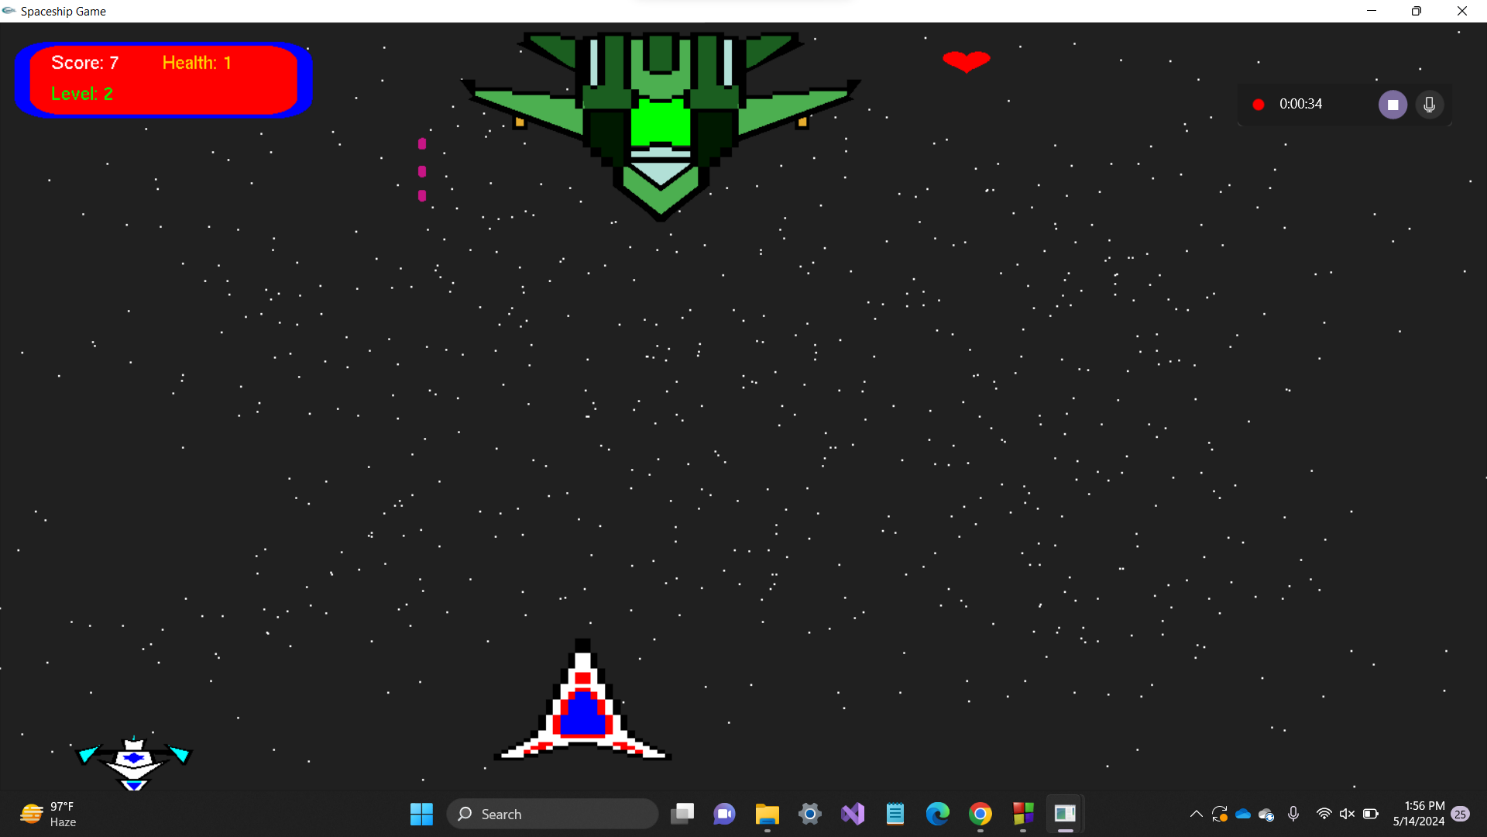 Spaceship Game
Score: 7 Health: 1
Level: 2
0:00:34
97°F
Haze
Search
1:56 PM
5/14/2024
25